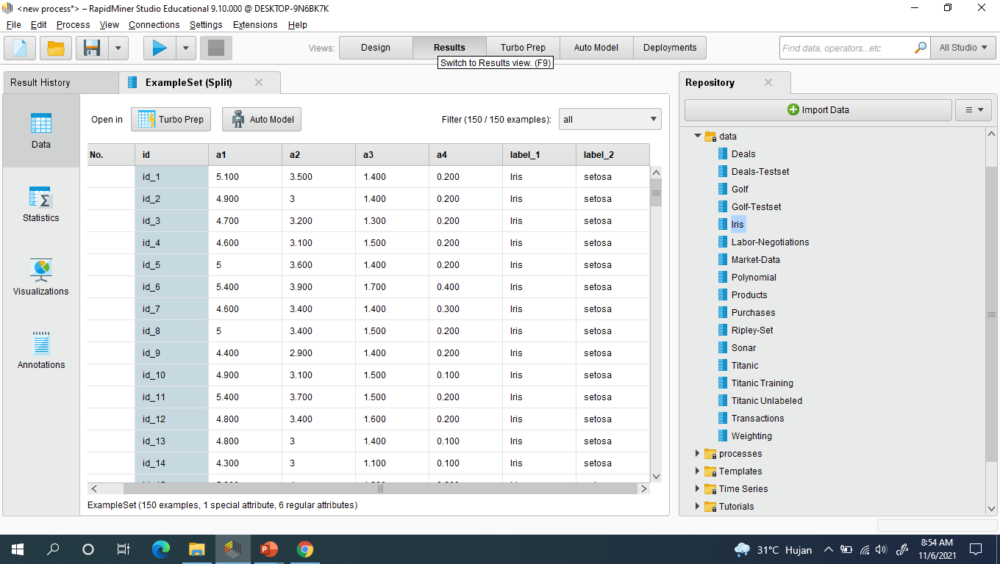 <new process*> – RapidMiner Studio Educational 9.10.000 @ DESKTOP-9N6BK7K
File Edit Process View Connections Settings Extensions Help
Views: Design Results Turbo Prep Auto Model Deployments Find data, operators...etc All Studio
Switch to Results view. (F9)
Result History ExampleSet (Split)
Data
Statistics
Visualizations
Annotations
Open in Turbo Prep Auto Model Filter (150 / 150 examples): all
No. id a1 a2 a3 a4 label_1 label_2
id_1 5.100 3.500 1.400 0.200 Iris setosa
id_2 4.900 3 1.400 0.200 Iris setosa
id_3 4.700 3.200 1.300 0.200 Iris setosa
id_4 4.600 3.100 1.500 0.200 Iris setosa
id_5 5 3.600 1.400 0.200 Iris setosa
id_6 5.400 3.900 1.700 0.400 Iris setosa
id_7 4.600 3.400 1.400 0.300 Iris setosa
id_8 5 3.400 1.500 0.200 Iris setosa
id_9 4.400 2.900 1.400 0.200 Iris setosa
id_10 4.900 3.100 1.500 0.100 Iris setosa
id_11 5.400 3.700 1.500 0.200 Iris setosa
id_12 4.800 3.400 1.600 0.200 Iris setosa
id_13 4.800 3 1.400 0.100 Iris setosa
id_14 4.300 3 1.100 0.100 Iris setosa
ExampleSet (150 examples, 1 special attribute, 6 regular attributes)
Repository
Import Data
data
Deals
Deals-Testset
Golf
Golf-Testset
Iris
Labor-Negotiations
Market-Data
Polynomial
Products
Purchases
Ripley-Set
Sonar
Titanic
Titanic Training
Titanic Unlabeled
Transactions
Weighting
processes
Templates
Time Series
Tutorials
31°C Hujan
8:54 AM
11/6/2021